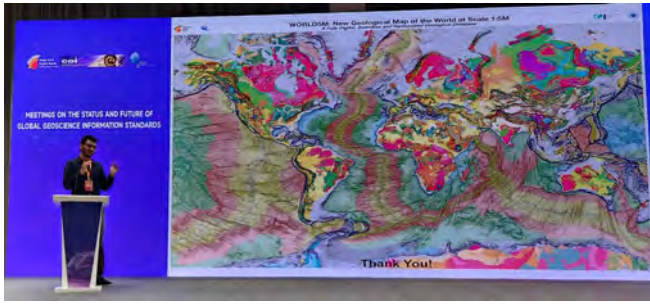 WORLD5M: New Geological Map of the World at Scale 1:5M
MEETINGS ON THE STATUS AND FUTURE OF
GLOBAL GEOSCIENCE INFORMATION STANDARDS
Thank You!